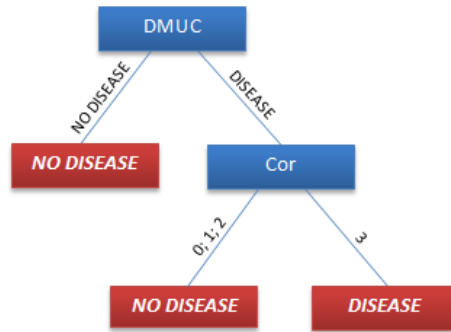 DMUC
NO DISEASE
DISEASE
NO DISEASE
Cor
0; 1; 2
3
NO DISEASE
DISEASE